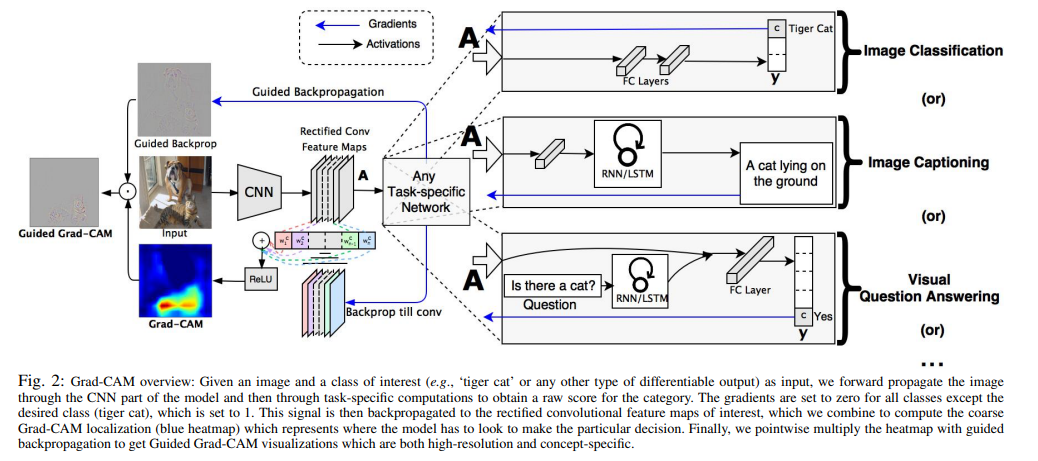 Gradients
Activations
A
c Tiger Cat
FC Layers
y
Image Classification
(or)
Guided Backpropagation
Guided Backprop
Rectified Conv
Feature Maps
A
CNN
Any
Task-specific
Network
A
RNN/LSTM
A cat lying on
the ground
Image Captioning
(or)
Guided Grad-CAM
Input
+
ReLU
Grad-CAM
Backprop till conv
A
Is there a cat?
Question
RNN/LSTM
FC Layer
c Yes
y
Visual
Question Answering
(or)
...
Fig. 2: Grad-CAM overview: Given an image and a class of interest (e.g., ‘tiger cat’ or any other type of differentiable output) as input, we forward propagate the image
through the CNN part of the model and then through task-specific computations to obtain a raw score for the category. The gradients are set to zero for all classes except the
desired class (tiger cat), which is set to 1. This signal is then backpropagated to the rectified convolutional feature maps of interest, which we combine to compute the coarse
Grad-CAM localization (blue heatmap) which represents where the model has to look to make the particular decision. Finally, we pointwise multiply the heatmap with guided
backpropagation to get Guided Grad-CAM visualizations which are both high-resolution and concept-specific.